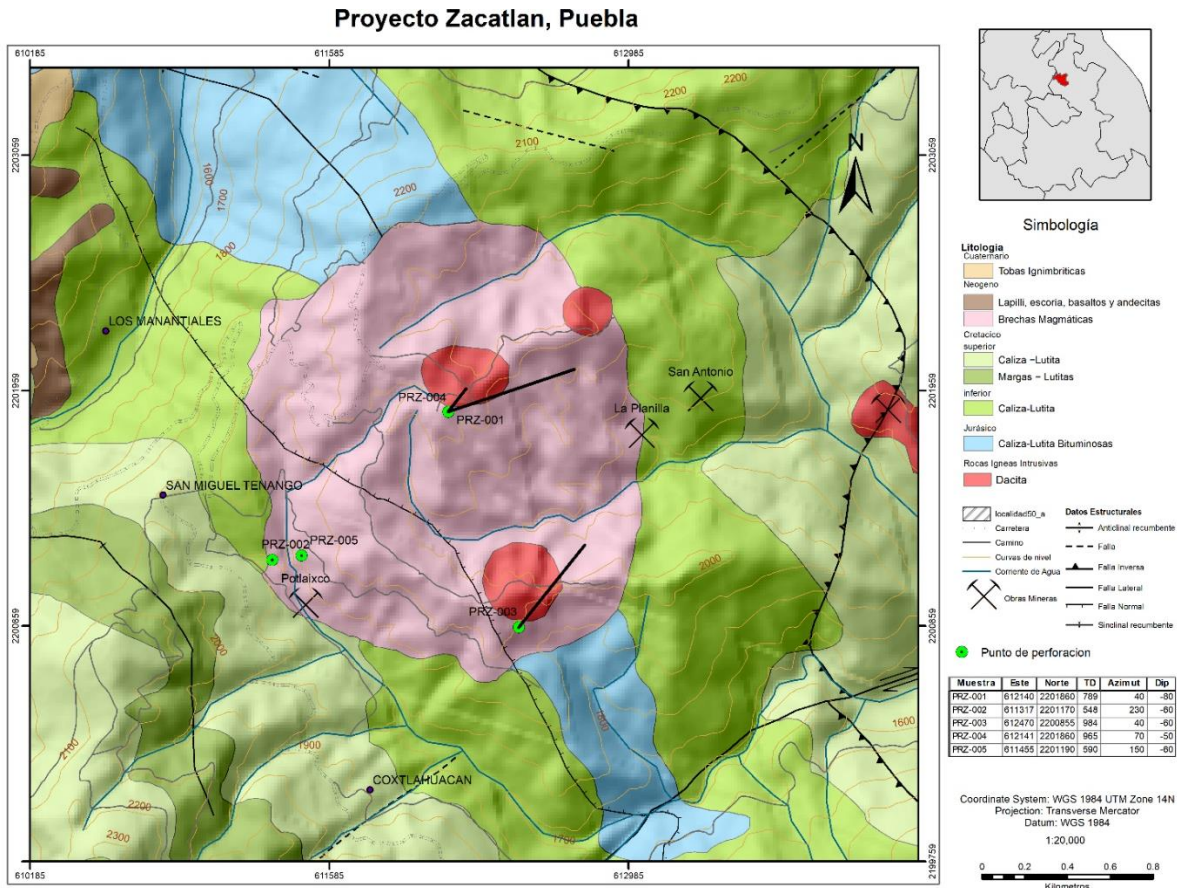 Proyecto Zacatlan, Puebla
610185
611585
612985
2203059
2203059
2201959
2201959
2200859
2200859
2199759
610185
611585
612985
2200
2200
2100
2200
1600
1700
1800
LOS MANANTIALES
San Antonio
La Planilla
PRZ-004
PRZ-001
SAN MIGUEL TENANGO
PRZ-002
PRZ-005
Potlaixco
PRZ-003
2000
2000
2100
1900
1600
COXTLAHUACAN
2200
2300
1700
N
Simbología
Litologia
Cuaternario
Tobas Ignimbriticas
Neogeno
Lapilli, escoria, basaltos y andecitas
Brechas Magmáticas
Cretacico
superior
Caliza -Lutita
Margas - Lutitas
inferior
Caliza-Lutita
Jurásico
Caliza-Lutita Bituminosas
Rocas Igneas Intrusivas
Dacita
localidad50_a
Carretera
Camino
Curvas de nivel
Corriente de Agua
Obras Mineras
Datos Estructurales
Anticlinal recumbente
Falla
Falla Inversa
Falla Lateral
Falla Normal
Sinclinal recumbente
Punto de perforacion
Muestra Este Norte TD Azimut Dip
PRZ-001 612140 2201860 789 40 -80
PRZ-002 611317 2201170 548 230 -60
PRZ-003 612470 2200855 984 40 -60
PRZ-004 612141 2201860 965 70 -50
PRZ-005 611455 2201190 590 150 -60
Coordinate System: WGS 1984 UTM Zone 14N
Projection: Transverse Mercator
Datum: WGS 1984
1:20,000
0 0.2 0.4 0.6 0.8
Kilometros